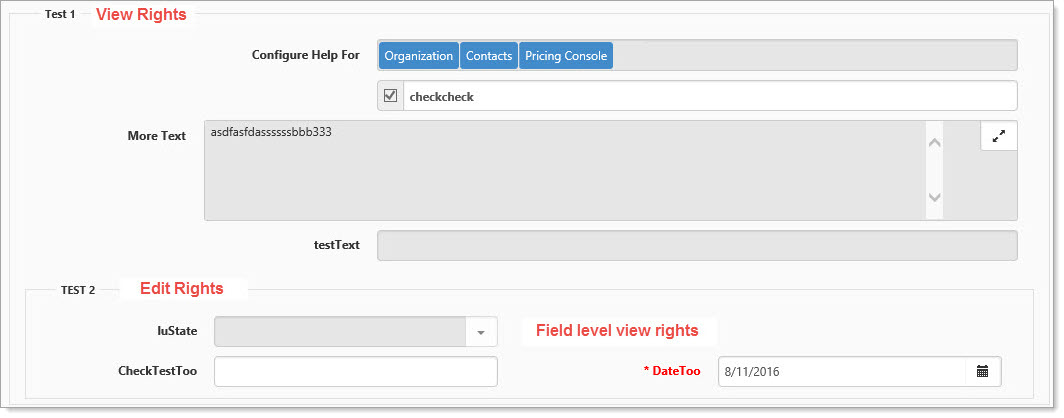 Test 1 View Rights
Configure Help For Organization Contacts Pricing Console
checkcheck
More Text asdfasfdassssssbbb333
testText
TEST 2 Edit Rights
luState Field level view rights
CheckTestToo * DateToo 8/11/2016